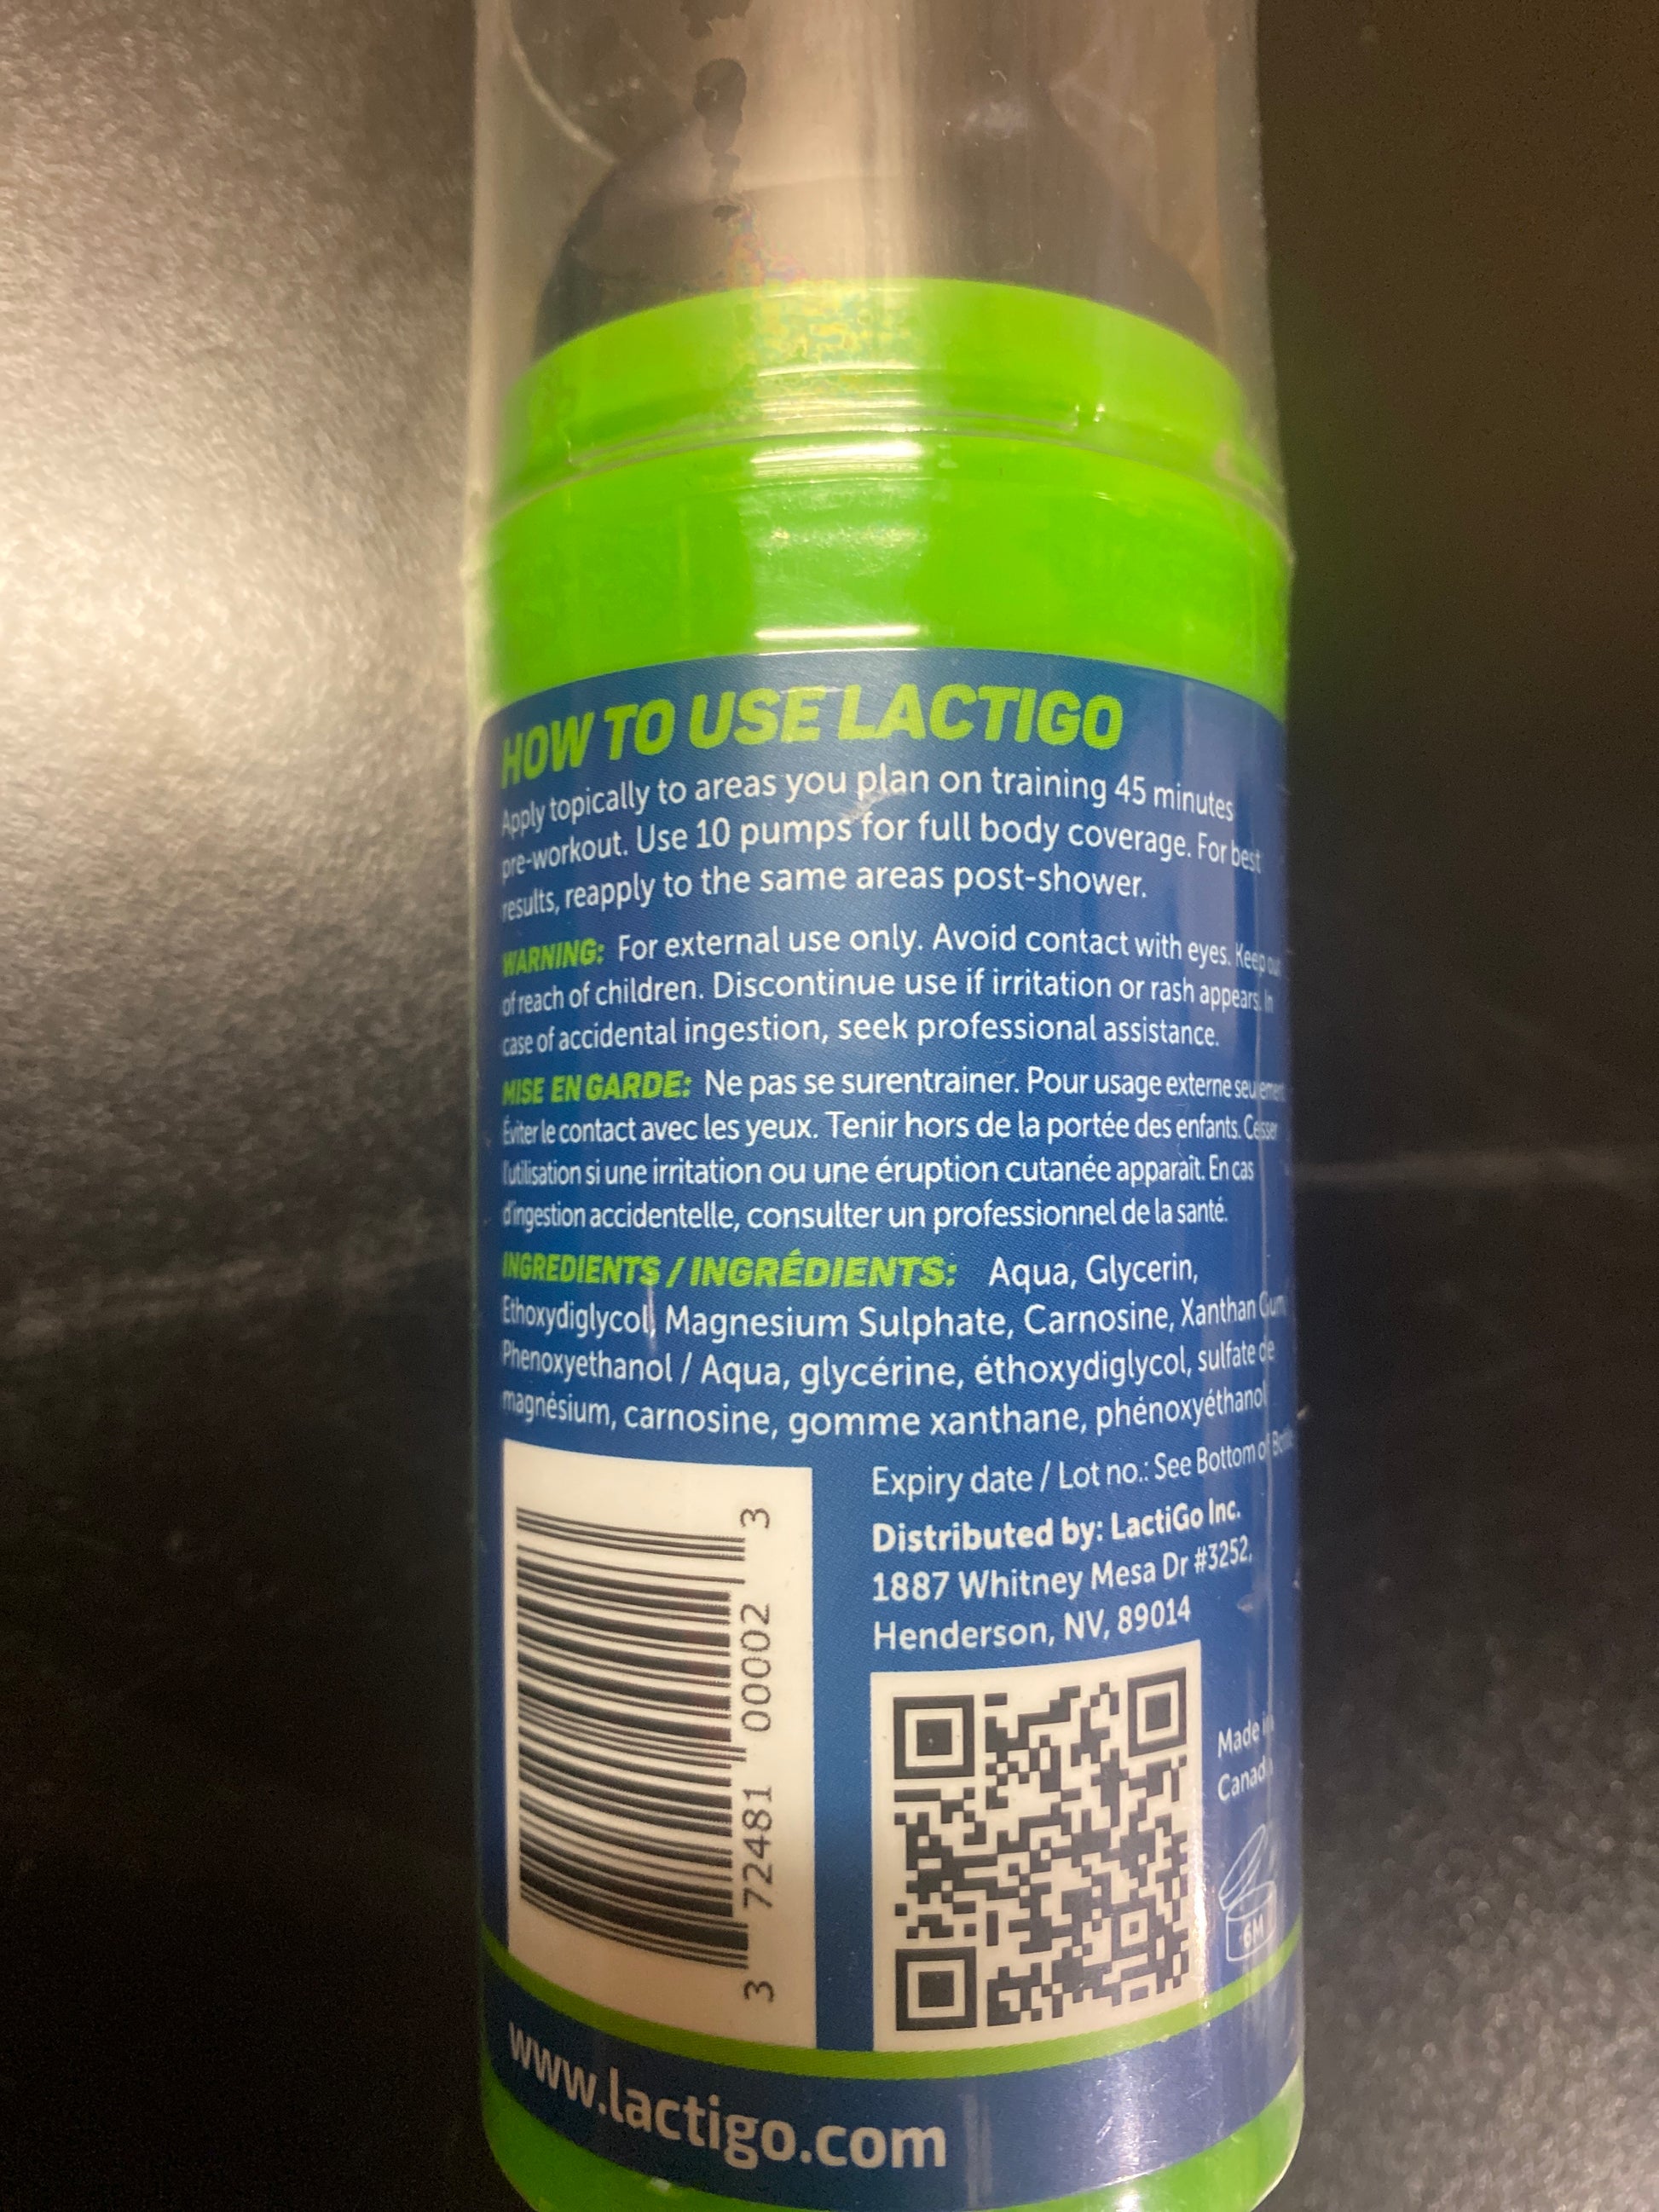 HOW TO USE LACTIGO
Apply topically to areas you plan on training 45 minutes
pre-workout. Use 10 pumps for full body coverage. For best
results, reapply to the same areas post-shower.
WARNING: For external use only. Avoid contact with eyes. Keep out
of reach of children. Discontinue use if irritation or rash appears. In
case of accidental ingestion, seek professional assistance.
MISE EN GARDE: Ne pas se surentrainer. Pour usage externe seulement
Éviter le contact avec les yeux. Tenir hors de la portée des enfants. Cesser
l'utilisation si une irritation ou une éruption cutanée apparaît. En cas
d'ingestion accidentelle, consulter un professionnel de la santé.
INGREDIENTS / INGRÉDIENTS: Aqua, Glycerin,
Ethoxydiglycol, Magnesium Sulphate, Carnosine, Xanthan Gum,
Phenoxyethanol / Aqua, glycérine, éthoxydiglycol, sulfate de
magnésium, carnosine, gomme xanthane, phénoxyéthanol
Expiry date / Lot no.: See Bottom of Bottle
Distributed by: LactiGo Inc.
1887 Whitney Mesa Dr #3252,
Henderson, NV, 89014
3 72481 00002 3
Made in
Canada
6M
www.lactigo.com